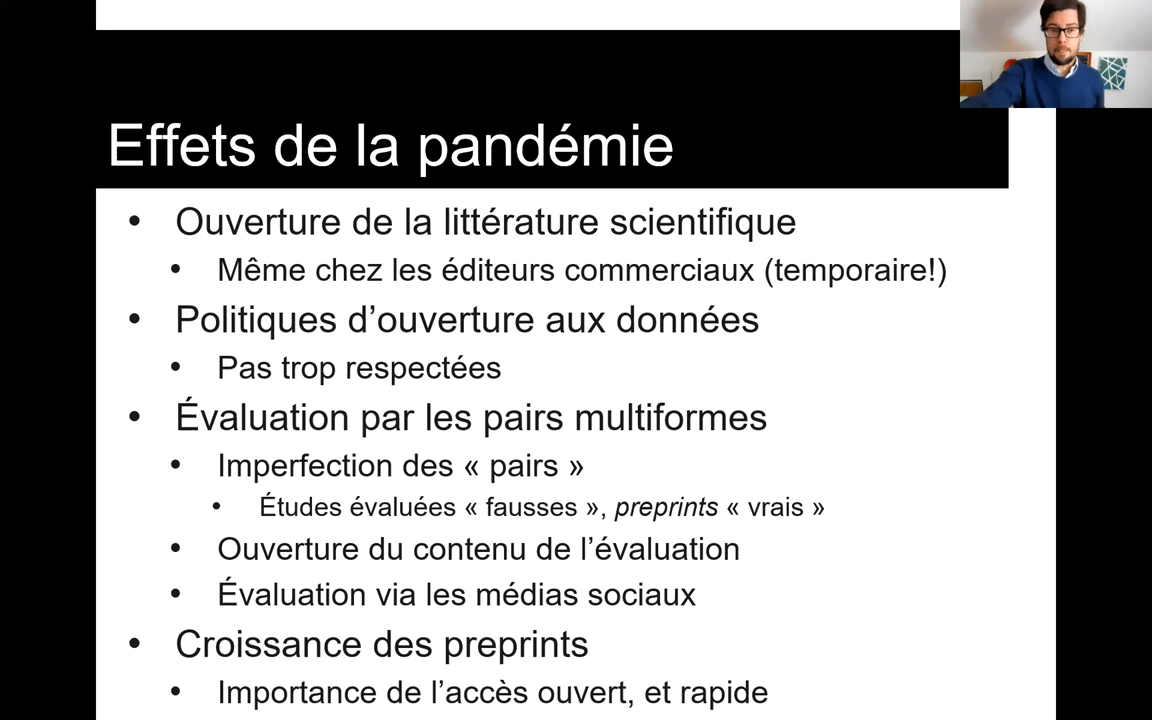 Effets de la pandémie
• Ouverture de la littérature scientifique
• Même chez les éditeurs commerciaux (temporaire!)
• Politiques d’ouverture aux données
• Pas trop respectées
• Évaluation par les pairs multiformes
• Imperfection des « pairs »
• Études évaluées « fausses », preprints « vrais »
• Ouverture du contenu de l’évaluation
• Évaluation via les médias sociaux
• Croissance des preprints
• Importance de l’accès ouvert, et rapide